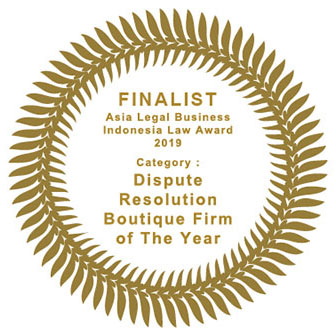 FINALIST
Asia Legal Business
Indonesia Law Award
2019
Category :
Dispute
Resolution
Boutique Firm
of The Year